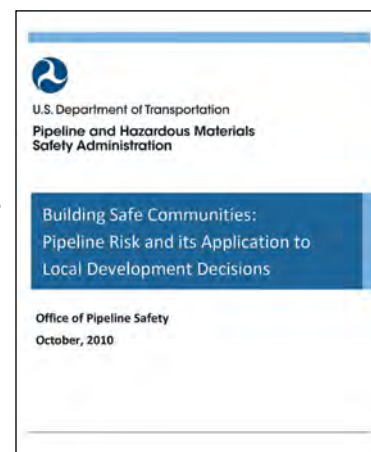 U.S. Department of Transportation
Pipeline and Hazardous Materials
Safety Administration
Building Safe Communities:
Pipeline Risk and its Application to
Local Development Decisions
Office of Pipeline Safety
October, 2010